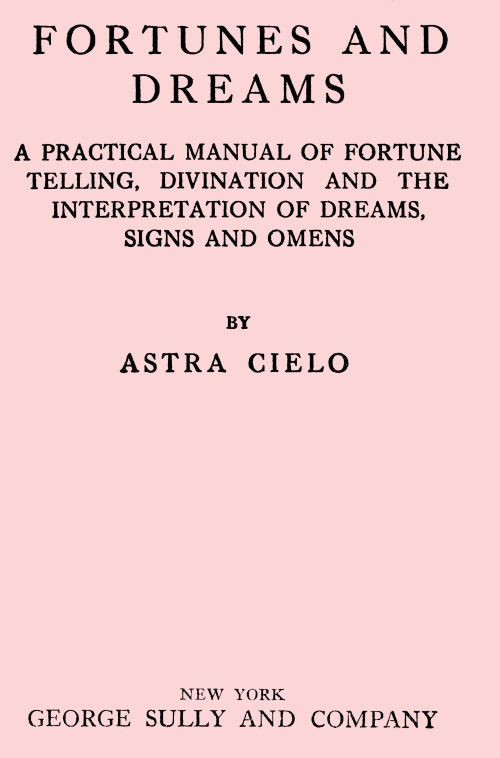 FORTUNES AND
DREAMS
A PRACTICAL MANUAL OF FORTUNE
TELLING, DIVINATION AND THE
INTERPRETATION OF DREAMS,
SIGNS AND OMENS
BY
ASTRA CIELO
NEW YORK
GEORGE SULLY AND COMPANY